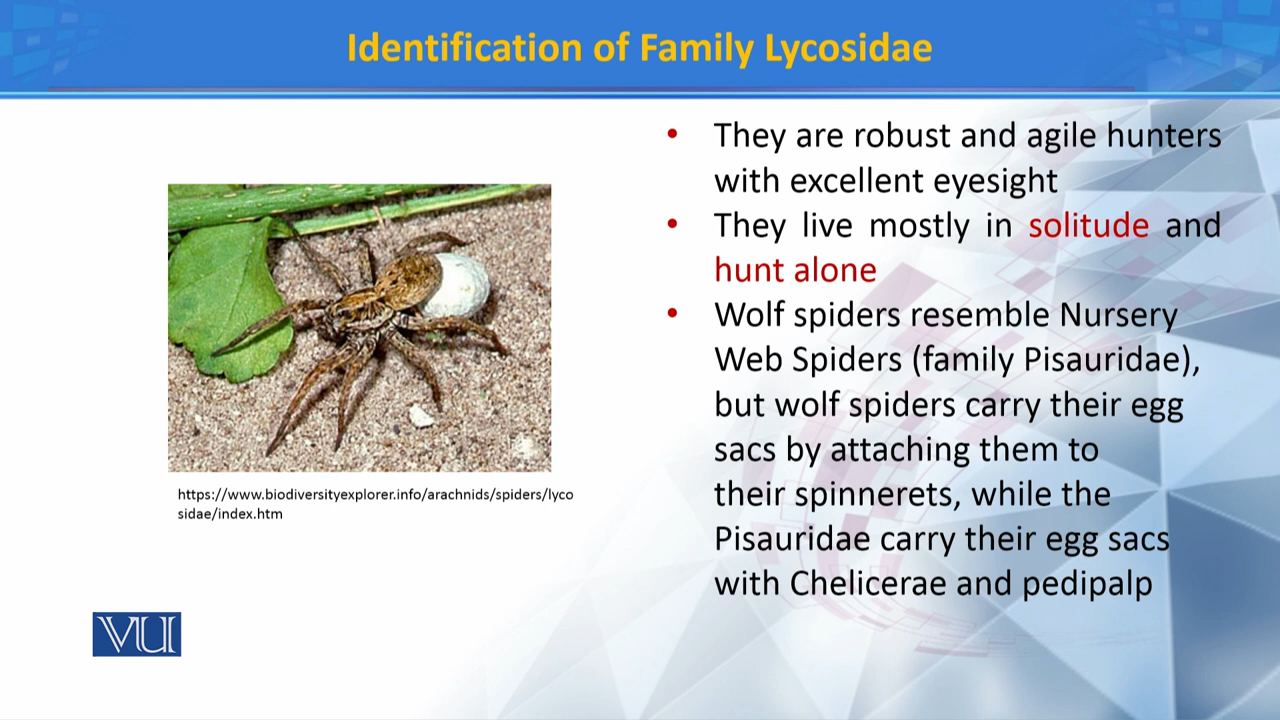 Identification of Family Lycosidae
• They are robust and agile hunters
with excellent eyesight
• They live mostly in solitude and
hunt alone
• Wolf spiders resemble Nursery
Web Spiders (family Pisauridae),
but wolf spiders carry their egg
sacs by attaching them to
their spinnerets, while the
Pisauridae carry their egg sacs
with Chelicerae and pedipalp
https://www.biodiversityexplorer.info/arachnids/spiders/lyco
sidae/index.htm
VU